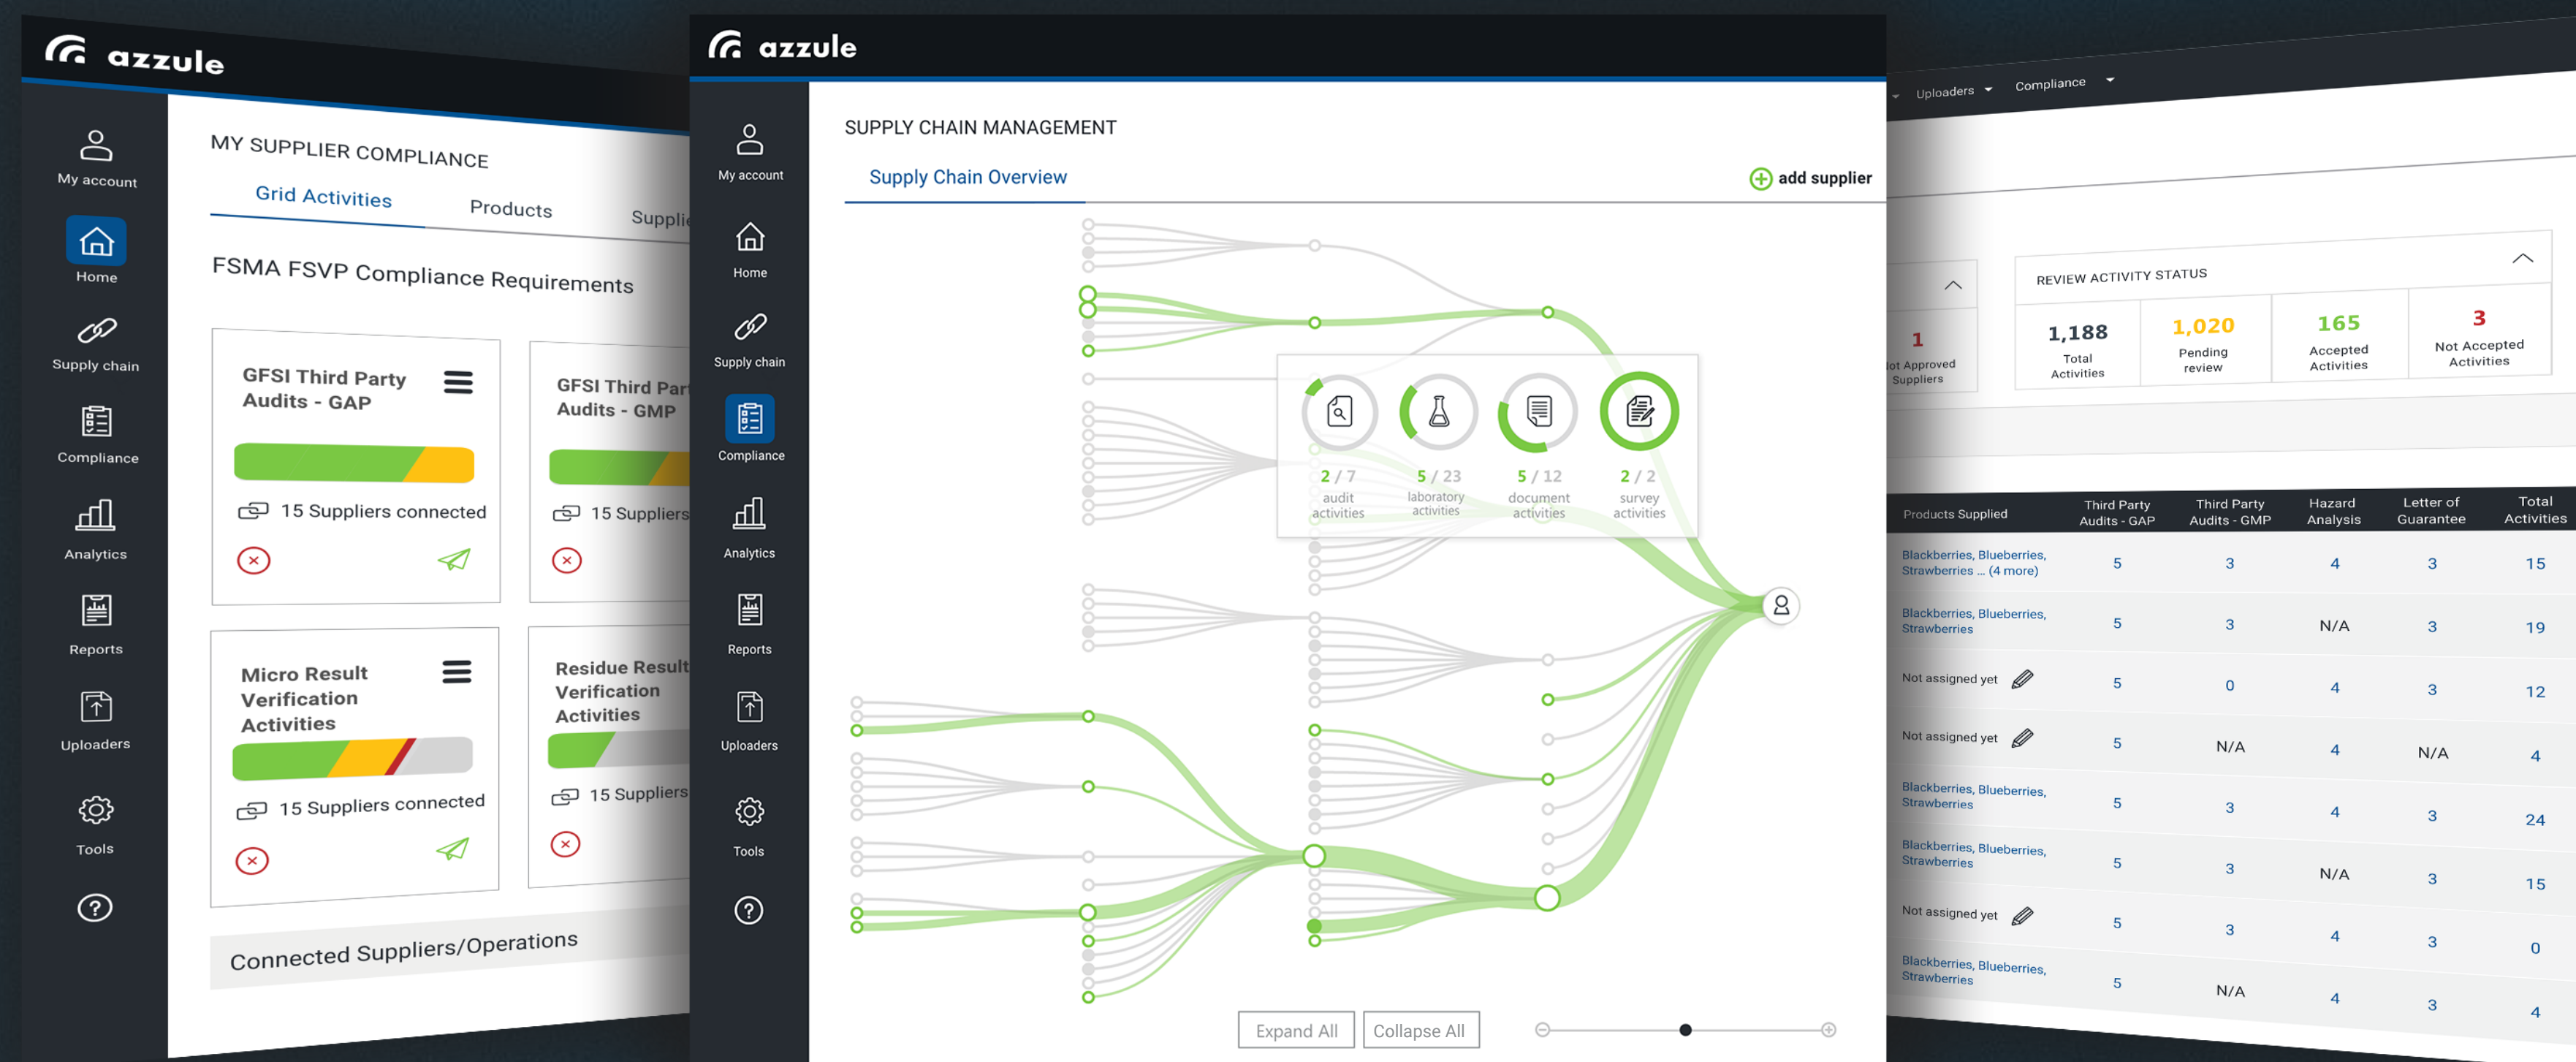 azzule
My account
Home
Supply chain
Compliance
Analytics
Reports
Uploaders
Tools
?
MY SUPPLIER COMPLIANCE
Grid Activities
Products
FSMA FSVP Compliance Requirements
GFSI Third Party
Audits - GAP
15 Suppliers connected
GFSI Third Par
Audits - GMP
15 Suppliers
Micro Result
Verification
Activities
15 Suppliers connected
Residue Result
Verification
Activities
15 Suppliers
Connected Suppliers/Operations
azzule
My account
Home
Supply chain
Compliance
Analytics
Reports
Uploaders
Tools
?
SUPPLY CHAIN MANAGEMENT
Supply Chain Overview
add supplier
2 / 7
audit
activities
5 / 23
laboratory
activities
5 / 12
document
activities
2 / 2
survey
activities
Expand All
Collapse All
Uploaders
Compliance
1
ot Approved
Suppliers
REVIEW ACTIVITY STATUS
1,188
Total
Activities
1,020
Pending
review
165
Accepted
Activities
3
Not Accepted
Activities
Products Supplied
Third Party
Audits - GAP
Third Party
Audits - GMP
Hazard
Analysis
Letter of
Guarantee
Total
Activities
Blackberries, Blueberries,
Strawberries ... (4 more)
5 3 4 3 15
Blackberries, Blueberries,
Strawberries
5 3 N/A 3 19
Not assigned yet
5 0 4 3 12
Not assigned yet
5 N/A 4 N/A 4
Blackberries, Blueberries,
Strawberries
5 3 4 3 24
Blackberries, Blueberries,
Strawberries
5 3 N/A 3 15
Not assigned yet
5 3 4 3 0
Blackberries, Blueberries,
Strawberries
5 N/A 4 3 4